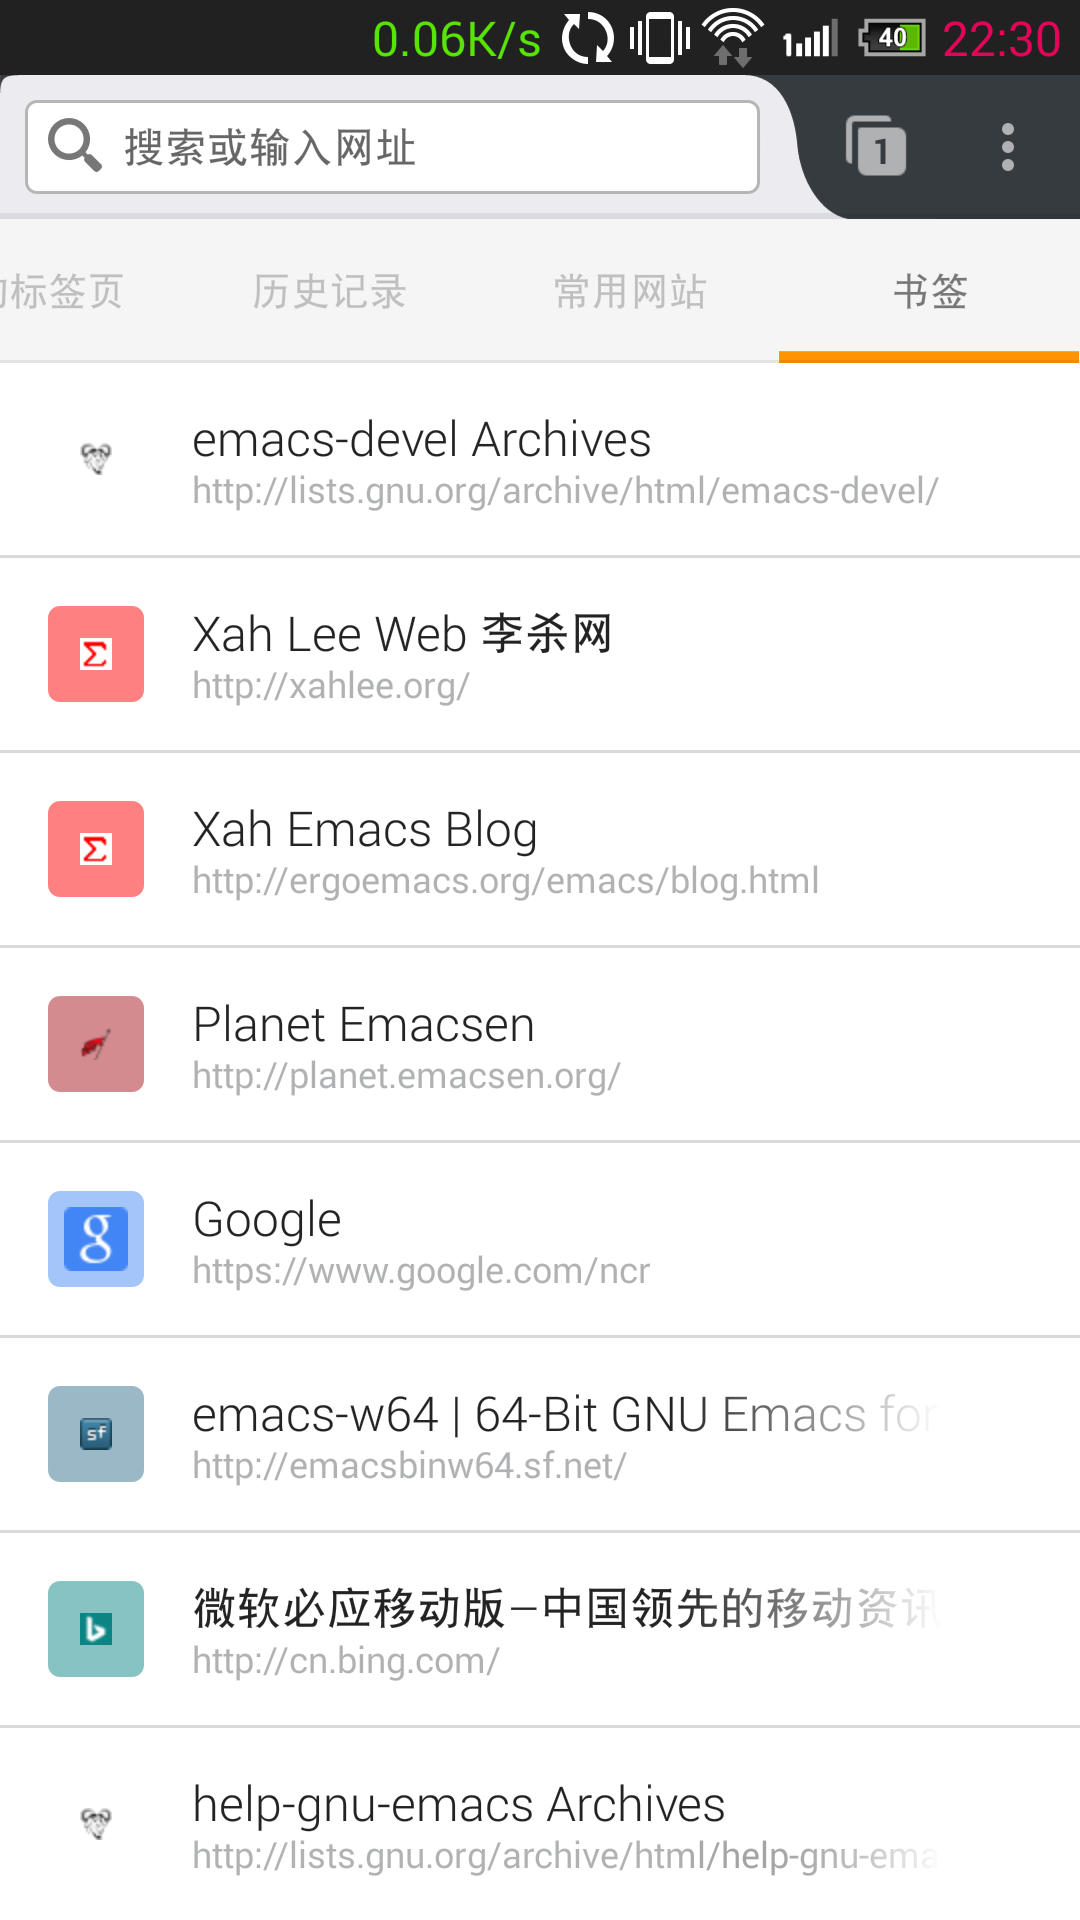 0.06K/s 40 22:30
搜索或输入网址 1
标签页 历史记录 常用网站 书签
emacs-devel Archives
http://lists.gnu.org/archive/html/emacs-devel/
Xah Lee Web 李杀网
http://xahlee.org/
Xah Emacs Blog
http://ergoemacs.org/emacs/blog.html
Planet Emacsen
http://planet.emacsen.org/
g
Google
https://www.google.com/ncr
sf
emacs-w64 | 64-Bit GNU Emacs for
http://emacsbinw64.sf.net/
微软必应移动版-中国领先的移动资讯
http://cn.bing.com/
help-gnu-emacs Archives
http://lists.gnu.org/archive/html/help-gnu-ema